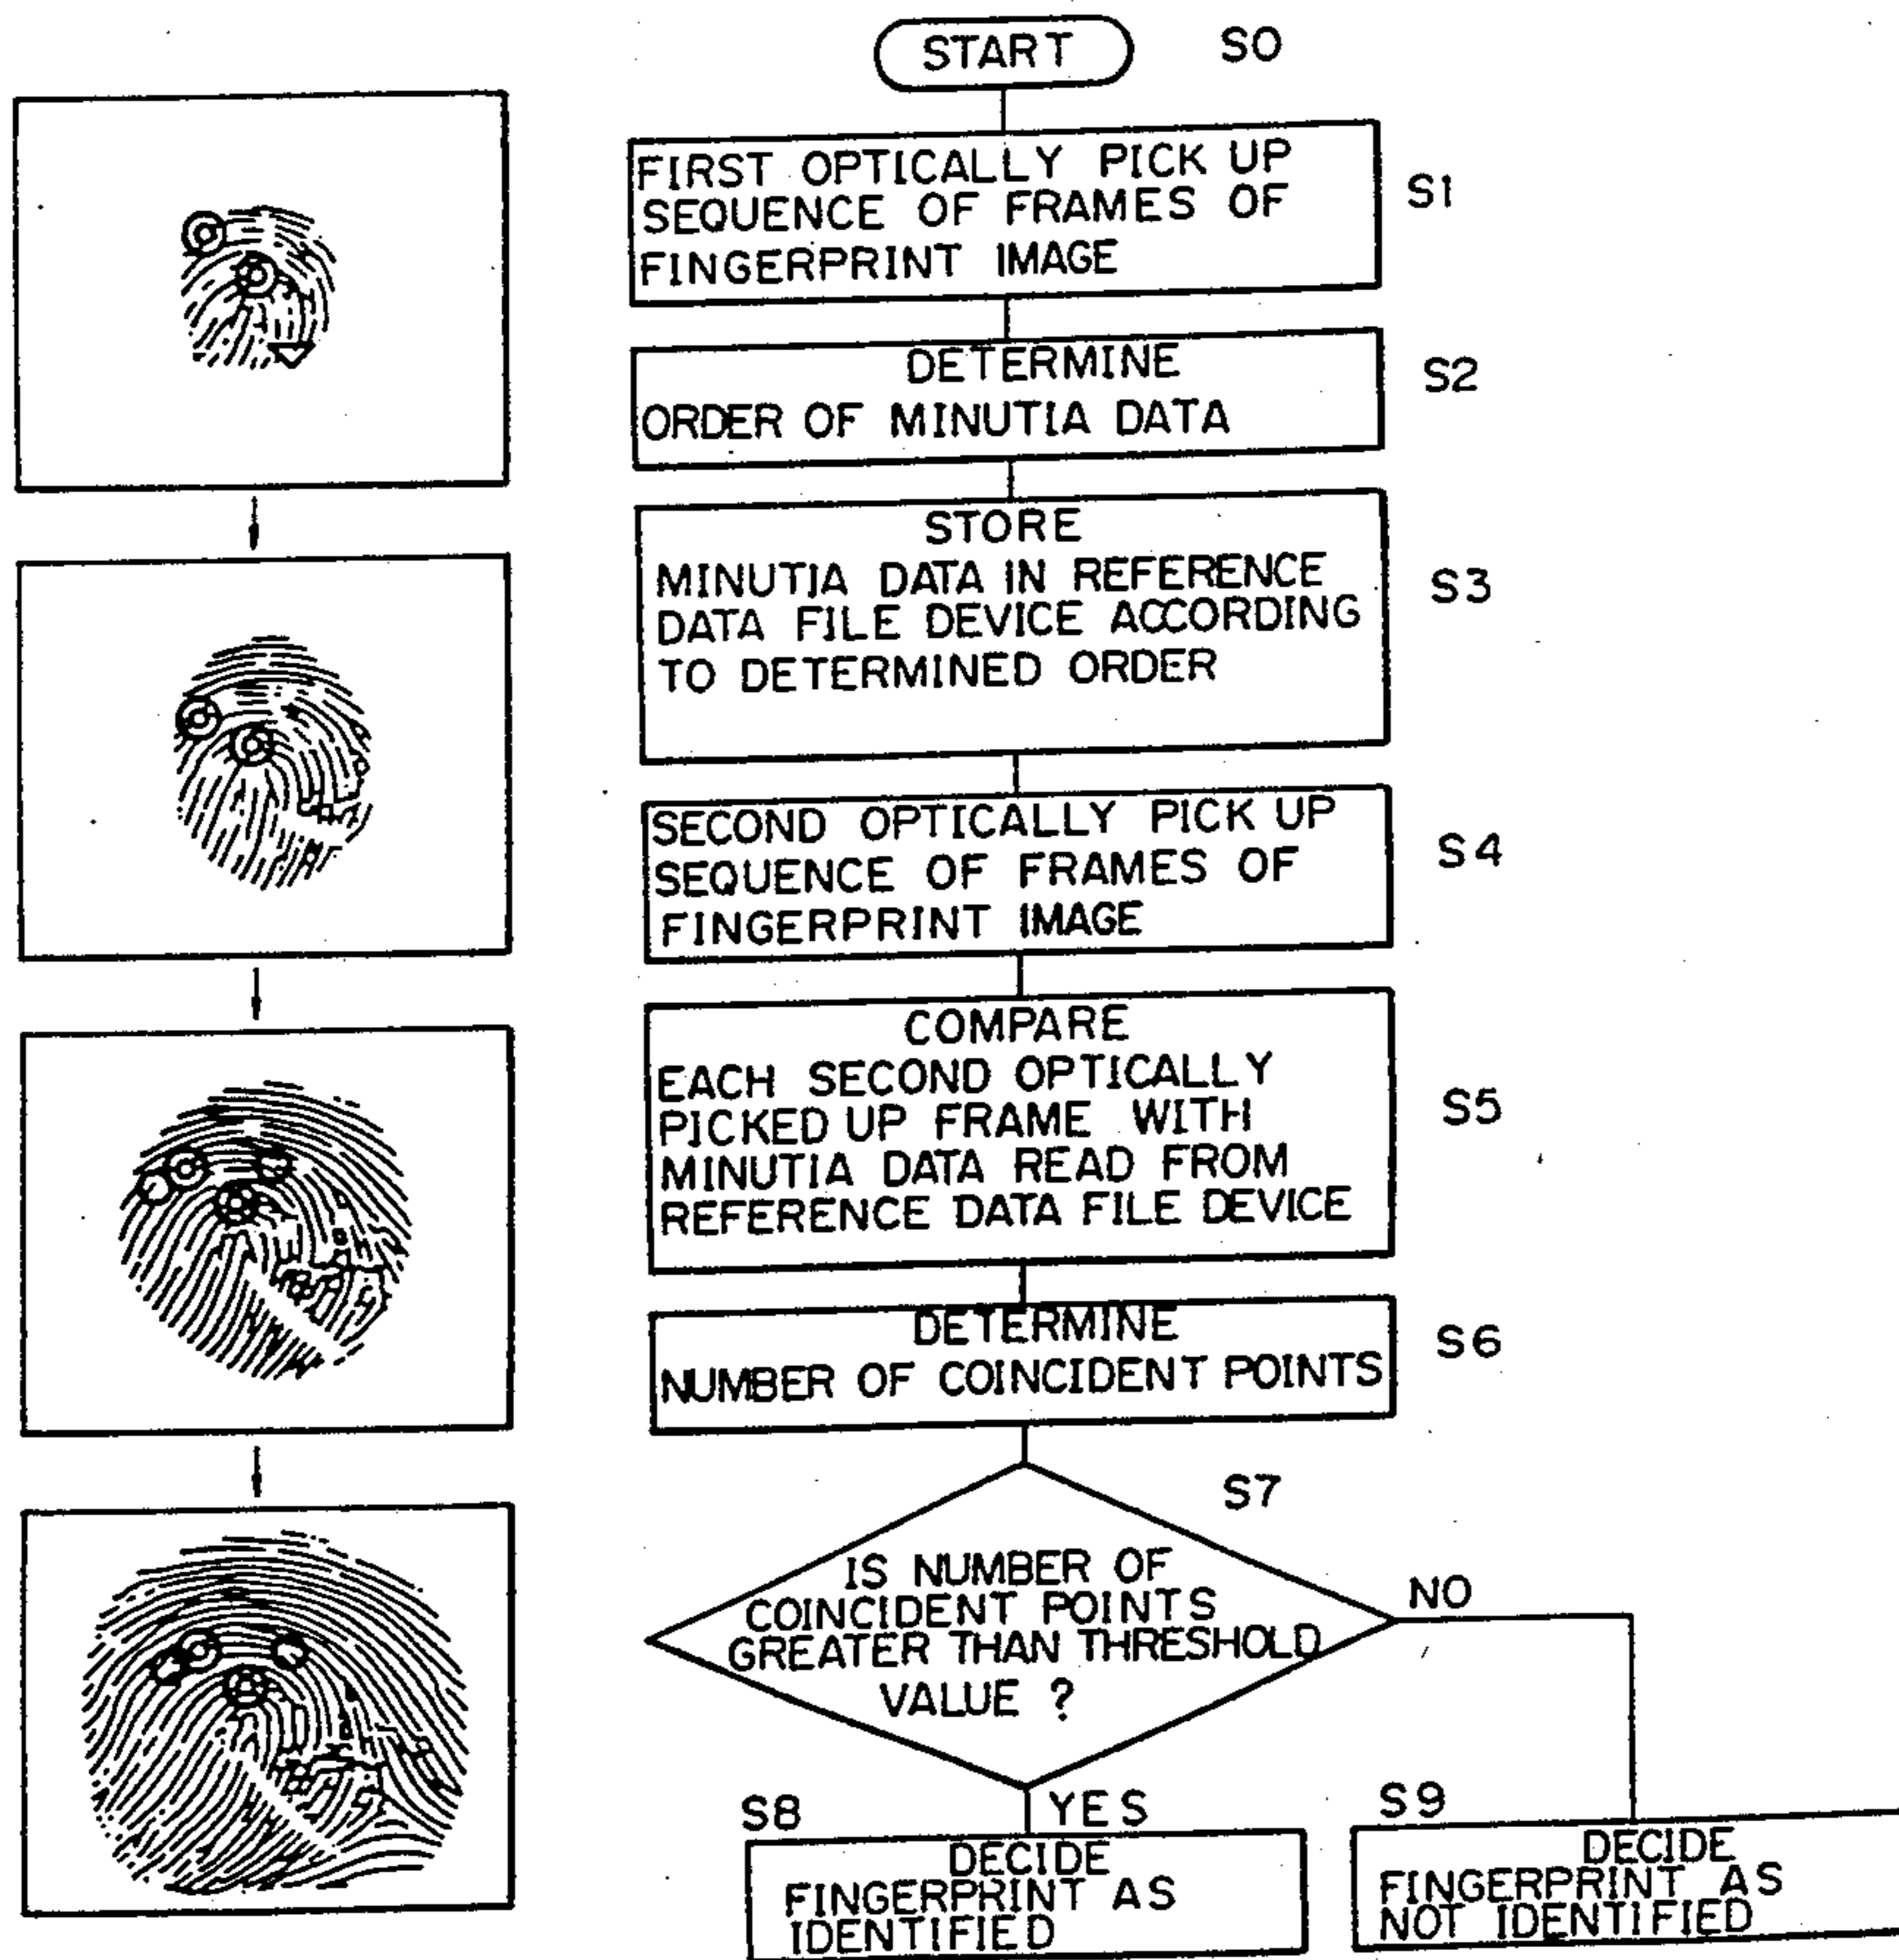 START S0
FIRST OPTICALLY PICK UP
SEQUENCE OF FRAMES OF
FINGERPRINT IMAGE
S1
DETERMINE
ORDER OF MINUTIA DATA
S2
STORE
MINUTIA DATA IN REFERENCE
DATA FILE DEVICE ACCORDING
TO DETERMINED ORDER
S3
SECOND OPTICALLY PICK UP
SEQUENCE OF FRAMES OF
FINGERPRINT IMAGE
S4
COMPARE
EACH SECOND OPTICALLY
PICKED UP FRAME WITH
MINUTIA DATA READ FROM
REFERENCE DATA FILE DEVICE
S5
DETERMINE
NUMBER OF COINCIDENT POINTS
S6
S7
IS NUMBER OF
COINCIDENT POINTS
GREATER THAN THRESHOLD
VALUE ?
NO
YES
S8
DECIDE
FINGERPRINT AS
IDENTIFIED
S9
DECIDE
FINGERPRINT AS
NOT IDENTIFIED